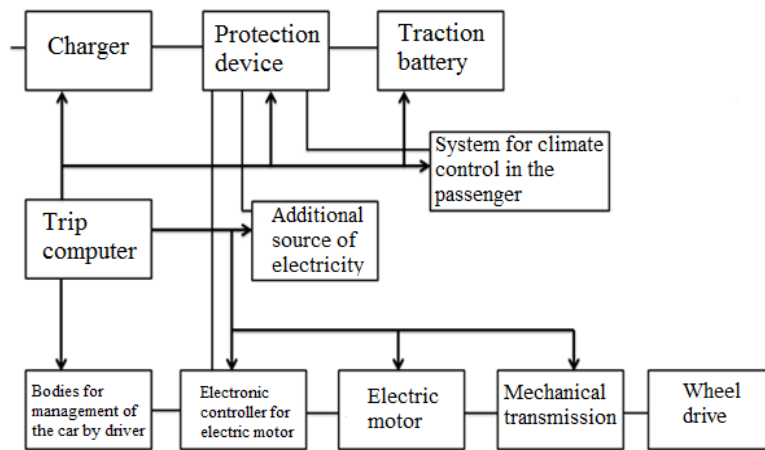 Charger
Protection
device
Traction
battery
System for climate
control in the
passenger
Trip
computer
Additional
source of
electricity
Bodies for
management of
the car by driver
Electronic
controller for
electric motor
Electric
motor
Mechanical
transmission
Wheel
drive